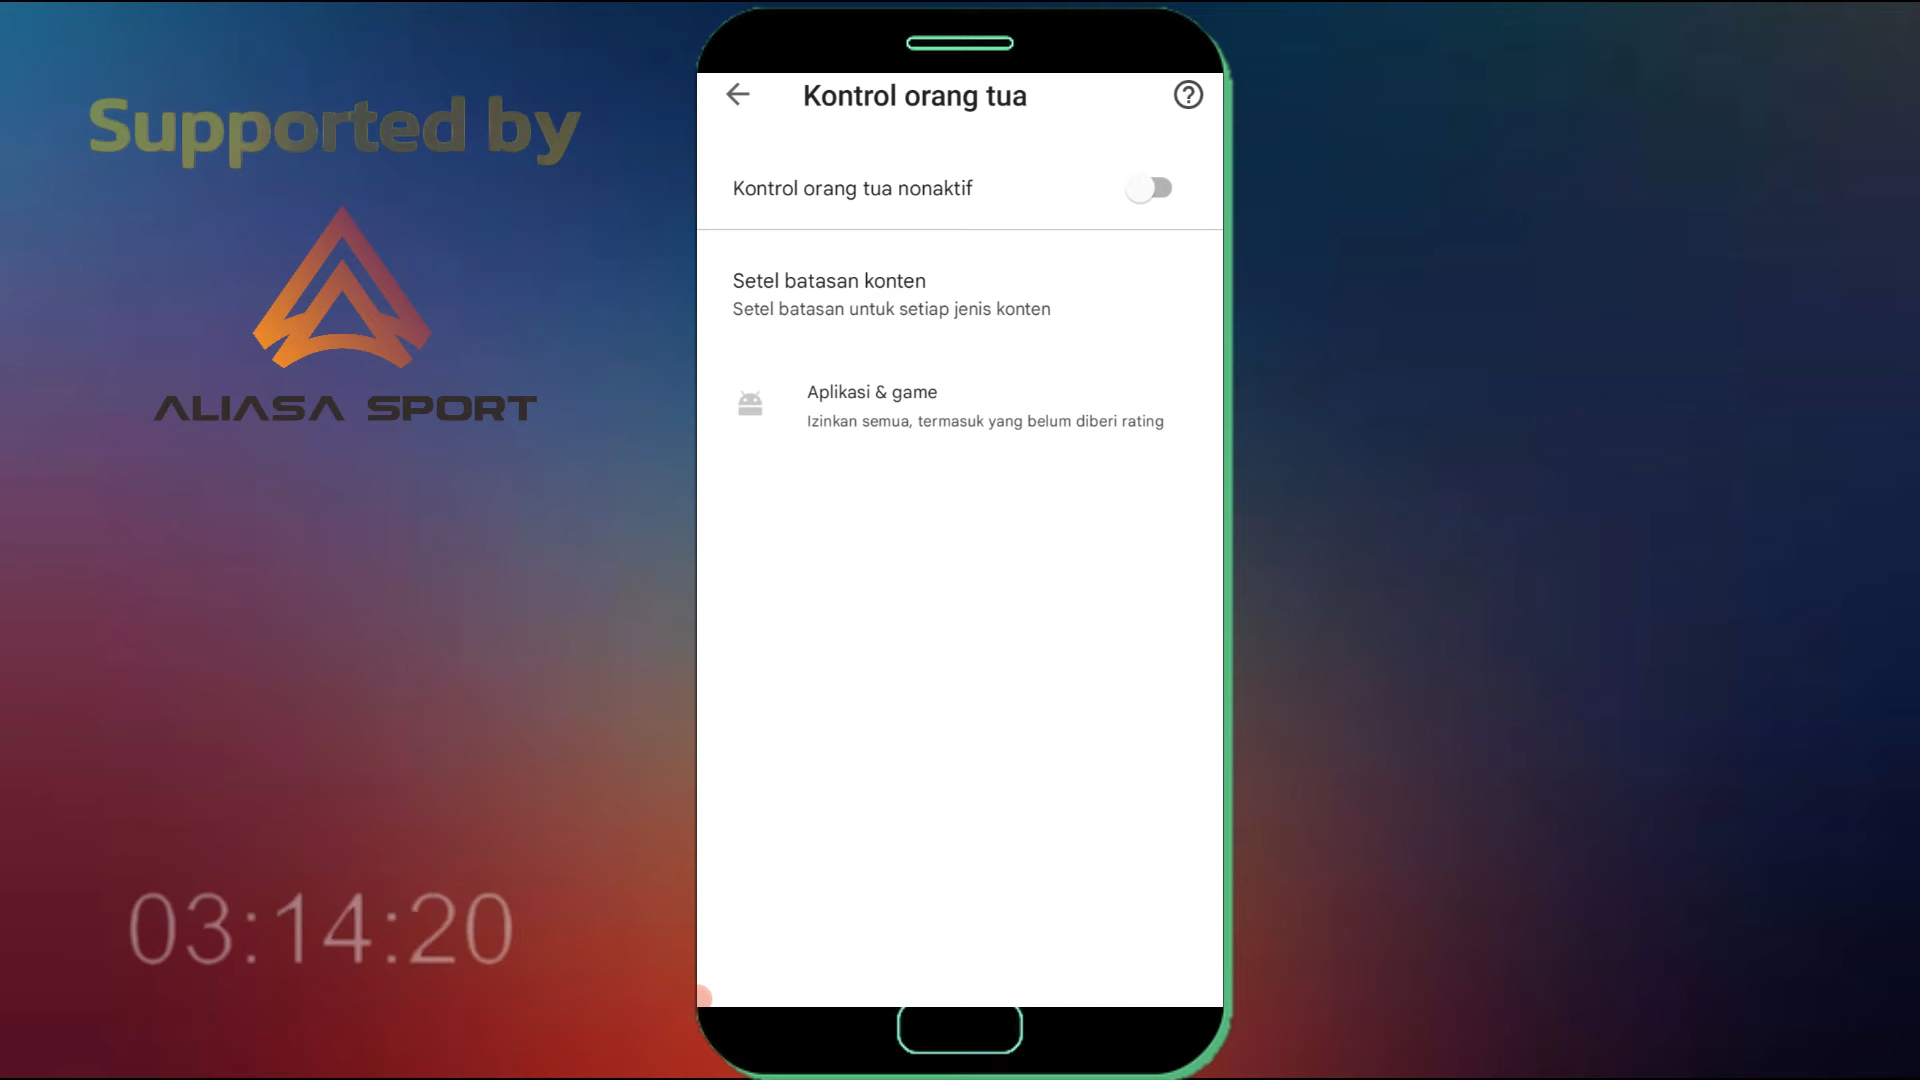 Supported by
ALIASA SPORT
03:14:20
Kontrol orang tua
Kontrol orang tua nonaktif
Setel batasan konten
Setel batasan untuk setiap jenis konten
Aplikasi & game
Izinkan semua, termasuk yang belum diberi rating